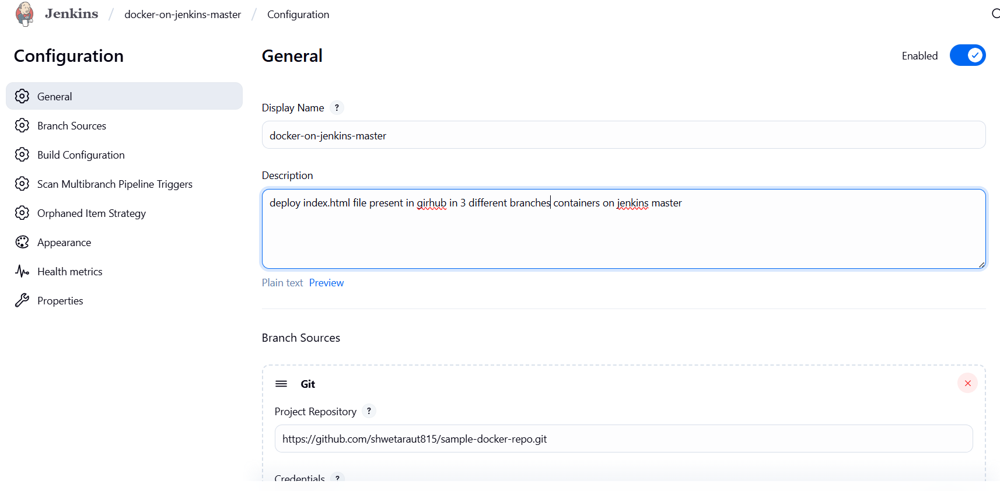 Jenkins / docker-on-jenkins-master / Configuration
Configuration
General
Branch Sources
Build Configuration
Scan Multibranch Pipeline Triggers
Orphaned Item Strategy
Appearance
Health metrics
Properties
General
Enabled
Display Name ?
docker-on-jenkins-master
Description
deploy index.html file present in girhub in 3 different branches containers on jenkins master
Plain text Preview
Branch Sources
Git
Project Repository ?
https://github.com/shwetaraut815/sample-docker-repo.git
Credentials ?